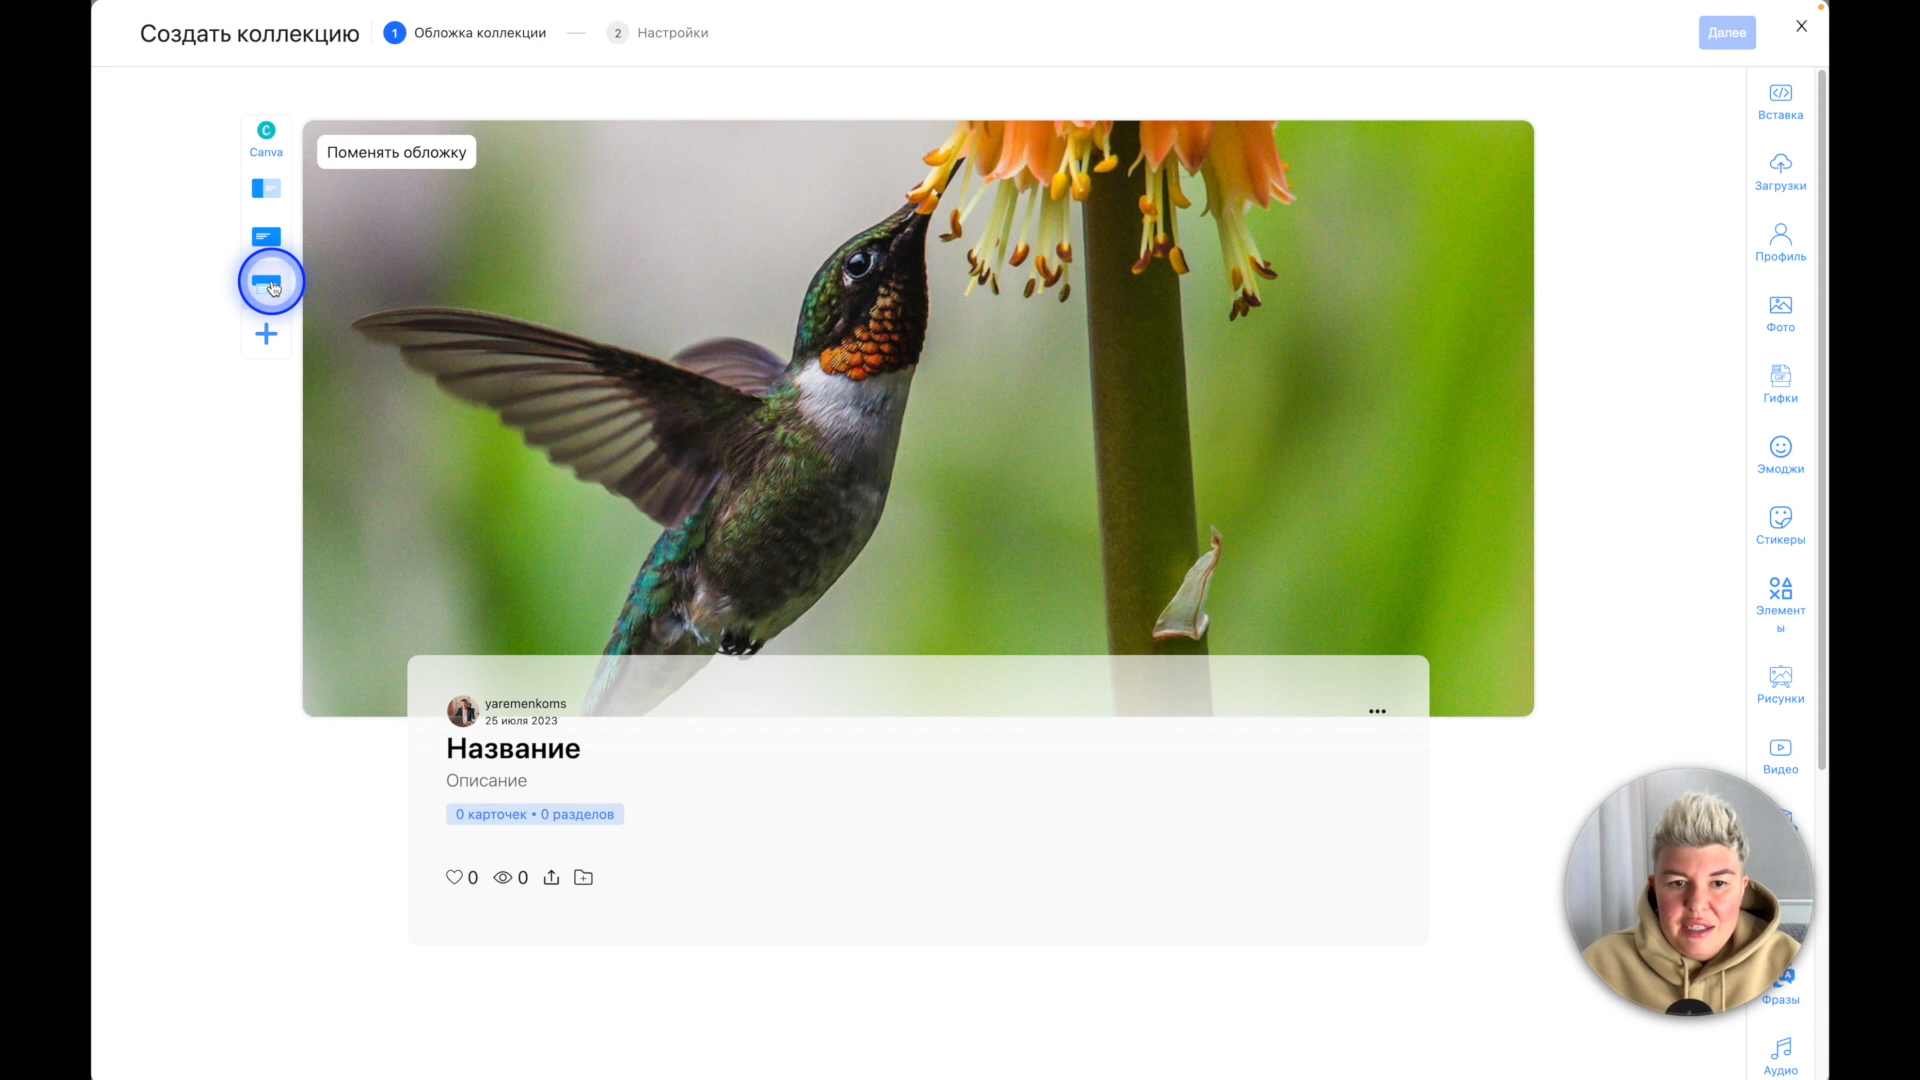 Создать коллекцию
1 Обложка коллекции
2 Настройки
Далее
C
Canva
Поменять обложку
yaremenkoms
25 июля 2023
Название
Описание
0 карточек • 0 разделов
0 0
Вставка
Загрузки
Профиль
Фото
GIF
Гифки
Эмоджи
Стикеры
Элемент
ы
Рисунки
Видео
A
Фразы
Аудио